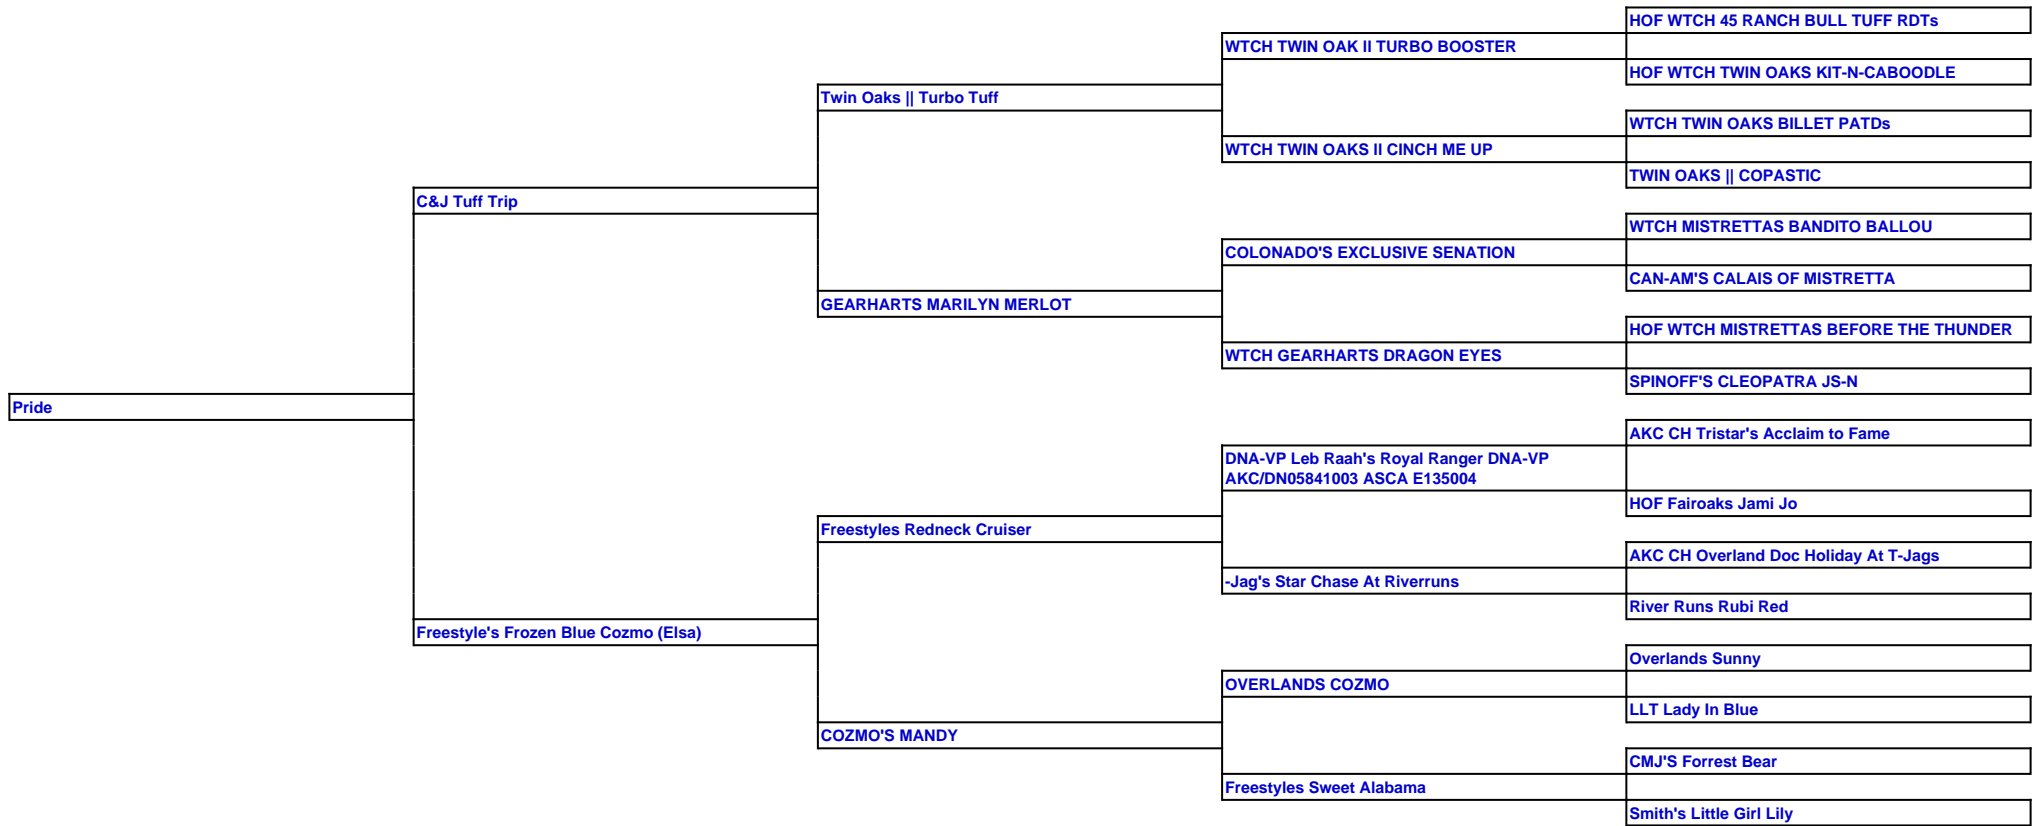 HOF WTCH 45 RANCH BULL TUFF RDTs
WTCH TWIN OAK II TURBO BOOSTER
HOF WTCH TWIN OAKS KIT-N-CABOODLE
Twin Oaks || Turbo Tuff
WTCH TWIN OAKS BILLET PATDs
WTCH TWIN OAKS II CINCH ME UP
TWIN OAKS || COPASTIC
C&J Tuff Trip
WTCH MISTRETTAS BANDITO BALLOU
COLONADO'S EXCLUSIVE SENATION
CAN-AM'S CALAIS OF MISTRETTA
GEARHARTS MARILYN MERLOT
HOF WTCH MISTRETTAS BEFORE THE THUNDER
WTCH GEARHARTS DRAGON EYES
SPINOFF'S CLEOPATRA JS-N
Pride
AKC CH Tristar's Acclaim to Fame
DNA-VP Leb Raah's Royal Ranger DNA-VP
AKC/DN05841003 ASCA E135004
HOF Fairoaks Jami Jo
Freestyles Redneck Cruiser
AKC CH Overland Doc Holiday At T-Jags
-Jag's Star Chase At Riverruns
River Runs Rubi Red
Freestyle's Frozen Blue Cozmo (Elsa)
Overlands Sunny
OVERLANDS COZMO
LLT Lady In Blue
COZMO'S MANDY
CMJ'S Forrest Bear
Freestyles Sweet Alabama
Smith's Little Girl Lily